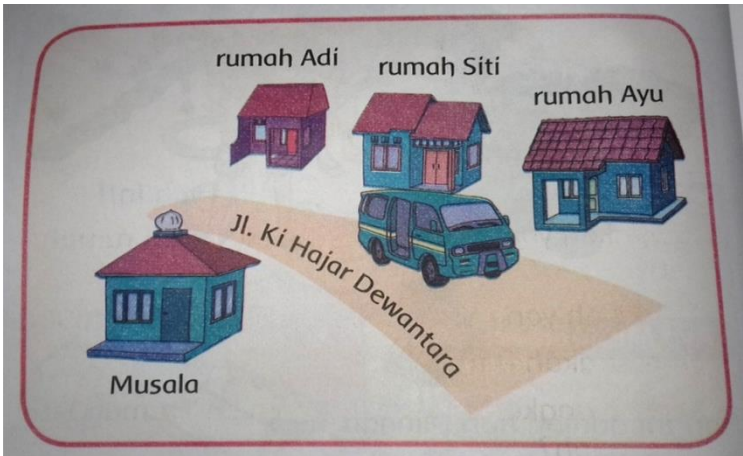 rumah Adi
rumah Siti
rumah Ayu
Jl. Ki Hajar Dewantara
Musala